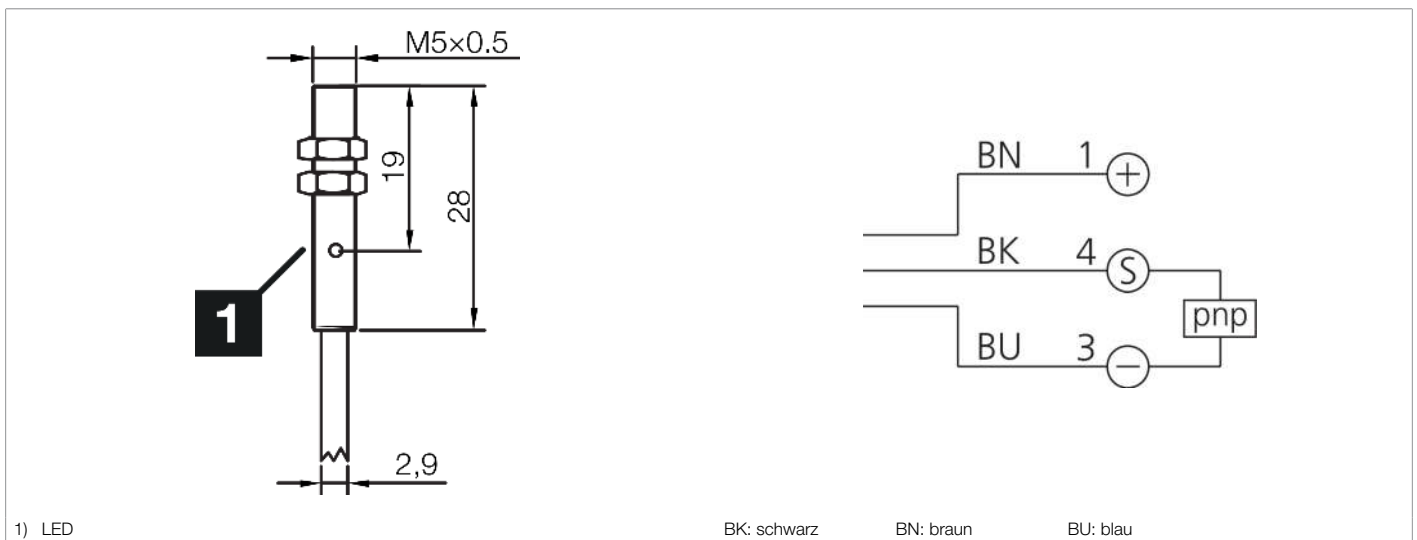 M5×0.5
19
28
1
2,9
BN 1 +
BK 4 S
pnp
BU 3 −
1) LED
BK: schwarz BN: braun BU: blau